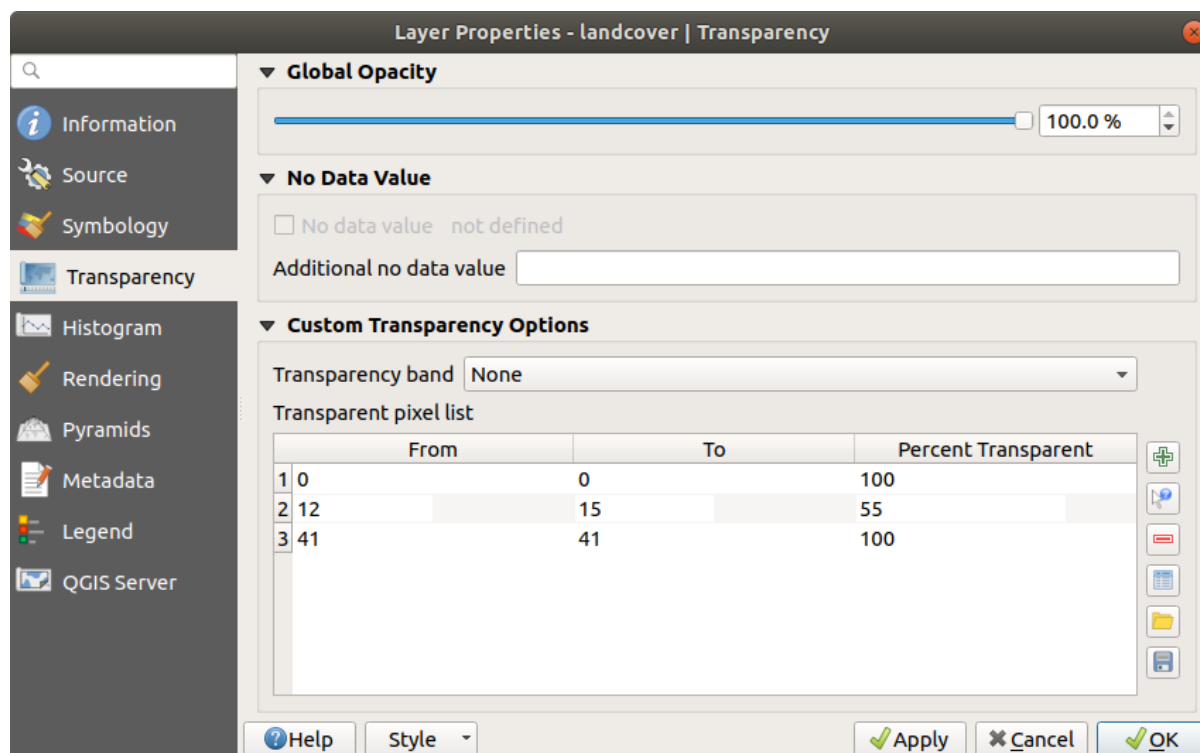 Layer Properties - landcover | Transparency
Information
Source
Symbology
Transparency
Histogram
Rendering
Pyramids
Metadata
Legend
QGIS Server
Global Opacity
100.0 %
No Data Value
No data value not defined
Additional no data value
Custom Transparency Options
Transparency band None
Transparent pixel list
From To Percent Transparent
1 0 0 100
2 12 15 55
3 41 41 100
Help Style Apply Cancel OK